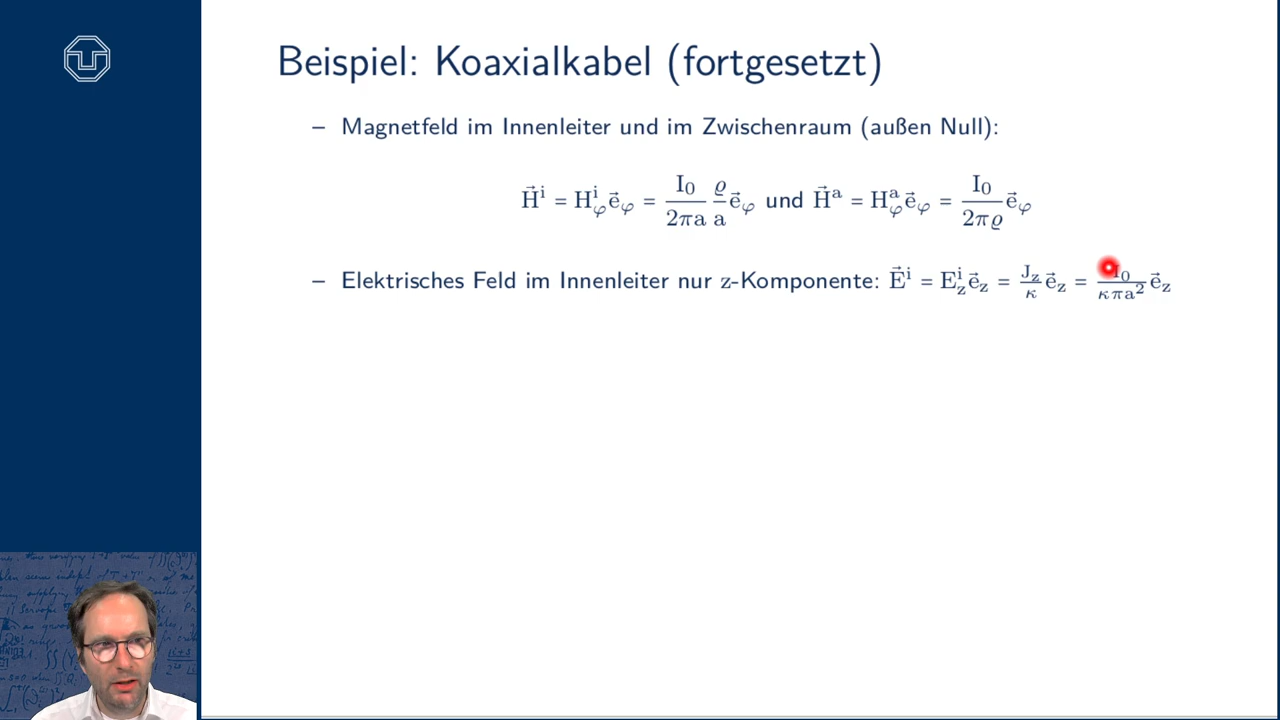 Beispiel: Koaxialkabel (fortgesetzt)
– Magnetfeld im Innenleiter und im Zwischenraum (außen Null):
H⃗ⁱ = Hⁱ_φ e⃗_φ = I₀/(2πa) ϱ/a e⃗_φ und H⃗ᵃ = Hᵃ_φ e⃗_φ = I₀/(2πϱ) e⃗_φ
– Elektrisches Feld im Innenleiter nur z-Komponente: E⃗ⁱ = Eⁱ_z e⃗_z = J_z/κ e⃗_z = I₀/(κπa²) e⃗_z